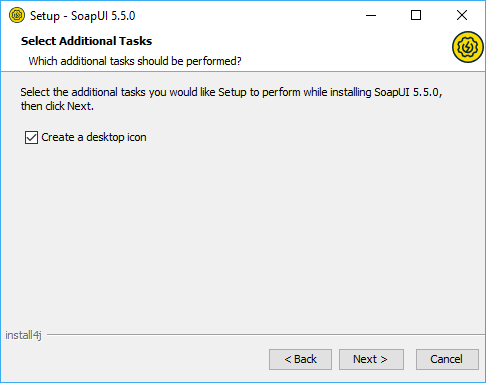 Setup - SoapUI 5.5.0
Select Additional Tasks
Which additional tasks should be performed?
Select the additional tasks you would like Setup to perform while installing SoapUI 5.5.0,
then click Next.
Create a desktop icon
install4j
< Back
Next >
Cancel